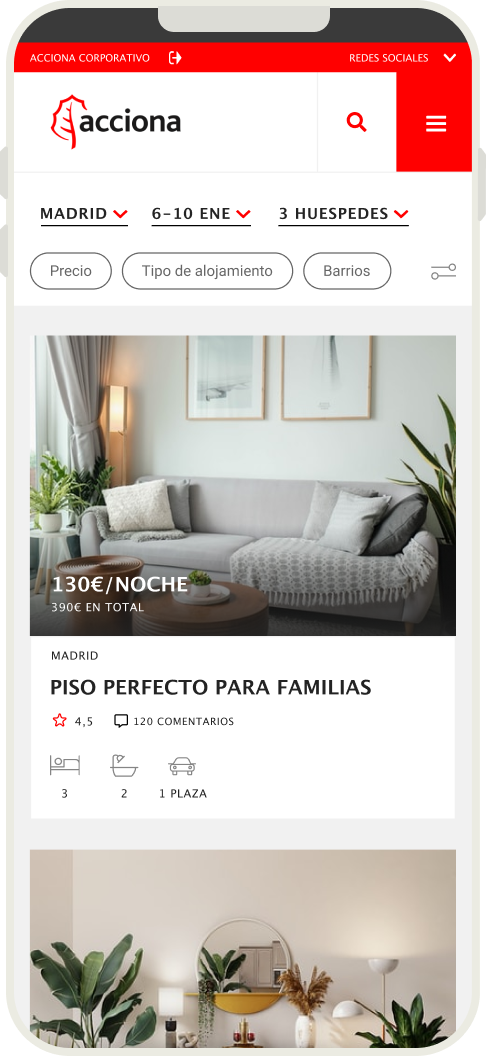 ACCIONA CORPORATIVO
REDES SOCIALES
acciona
MADRID
6–10 ENE
3 HUESPEDES
Precio
Tipo de alojamiento
Barrios
130€/NOCHE
390€ EN TOTAL
MADRID
PISO PERFECTO PARA FAMILIAS
4,5
120 COMENTARIOS
3
2
1 PLAZA